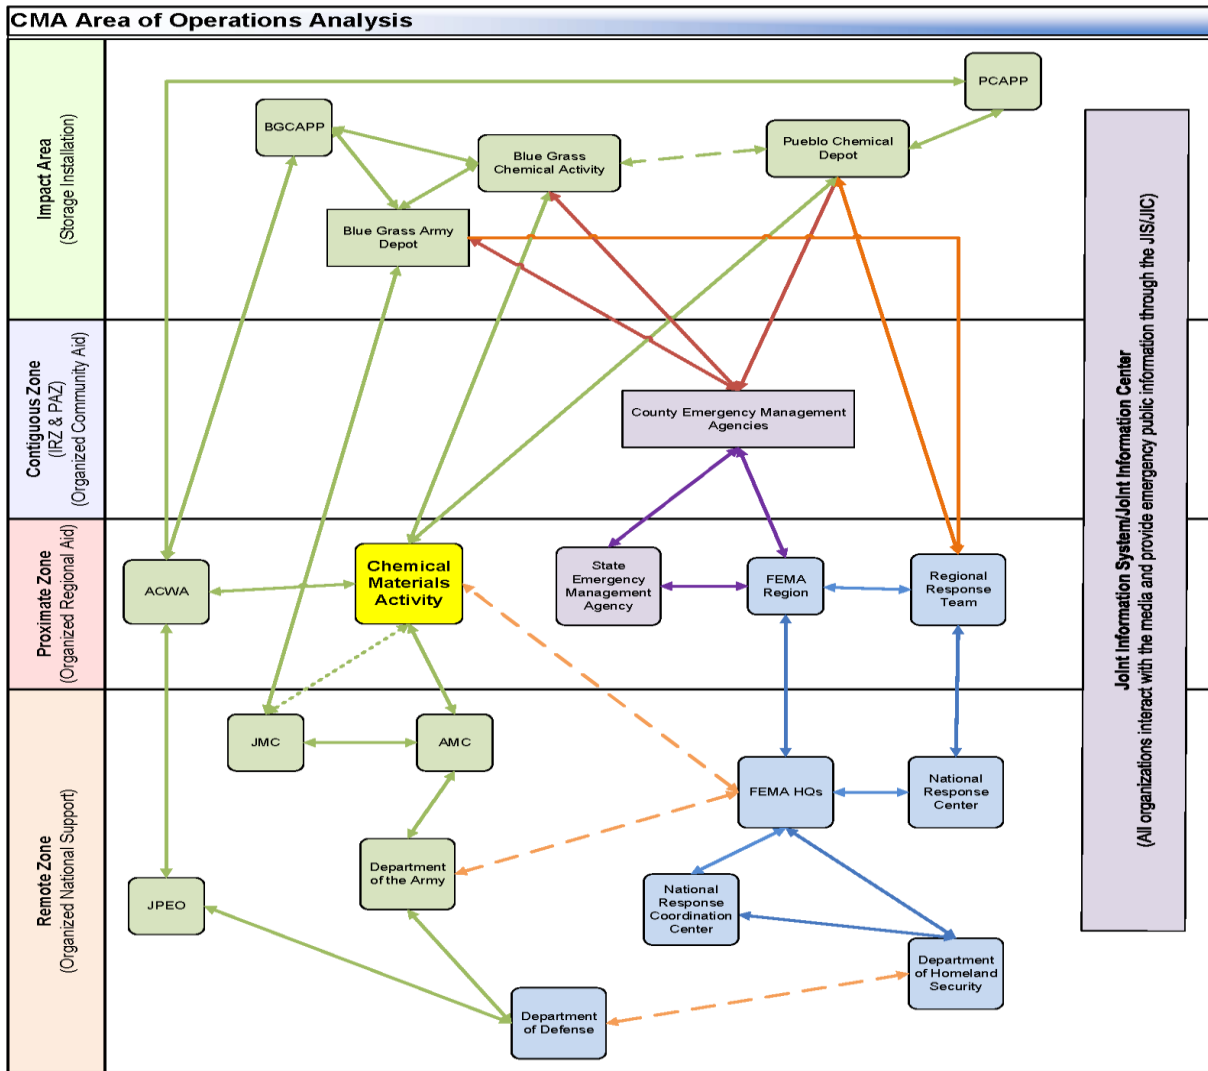 CMA Area of Operations Analysis
Impact Area
(Storage Installation)
PCAPP
BGCAPP
Blue Grass
Chemical Activity
Pueblo Chemical
Depot
Blue Grass Army
Depot
Contiguous Zone
(IRZ & PAZ)
(Organized Community Aid)
County Emergency Management
Agencies
Proximate Zone
(Organized Regional Aid)
ACWA
Chemical
Materials
Activity
State
Emergency
Management
Agency
FEMA
Region
Regional
Response
Team
Remote Zone
(Organized National Support)
JMC
AMC
FEMA HQs
National
Response
Center
Department
of the Army
JPEO
National
Response
Coordination
Center
Department
of Homeland
Security
Department
of Defense
Joint Information System/Joint Information Center
(All organizations interact with the media and provide emergency public information through the JIS/JIC)